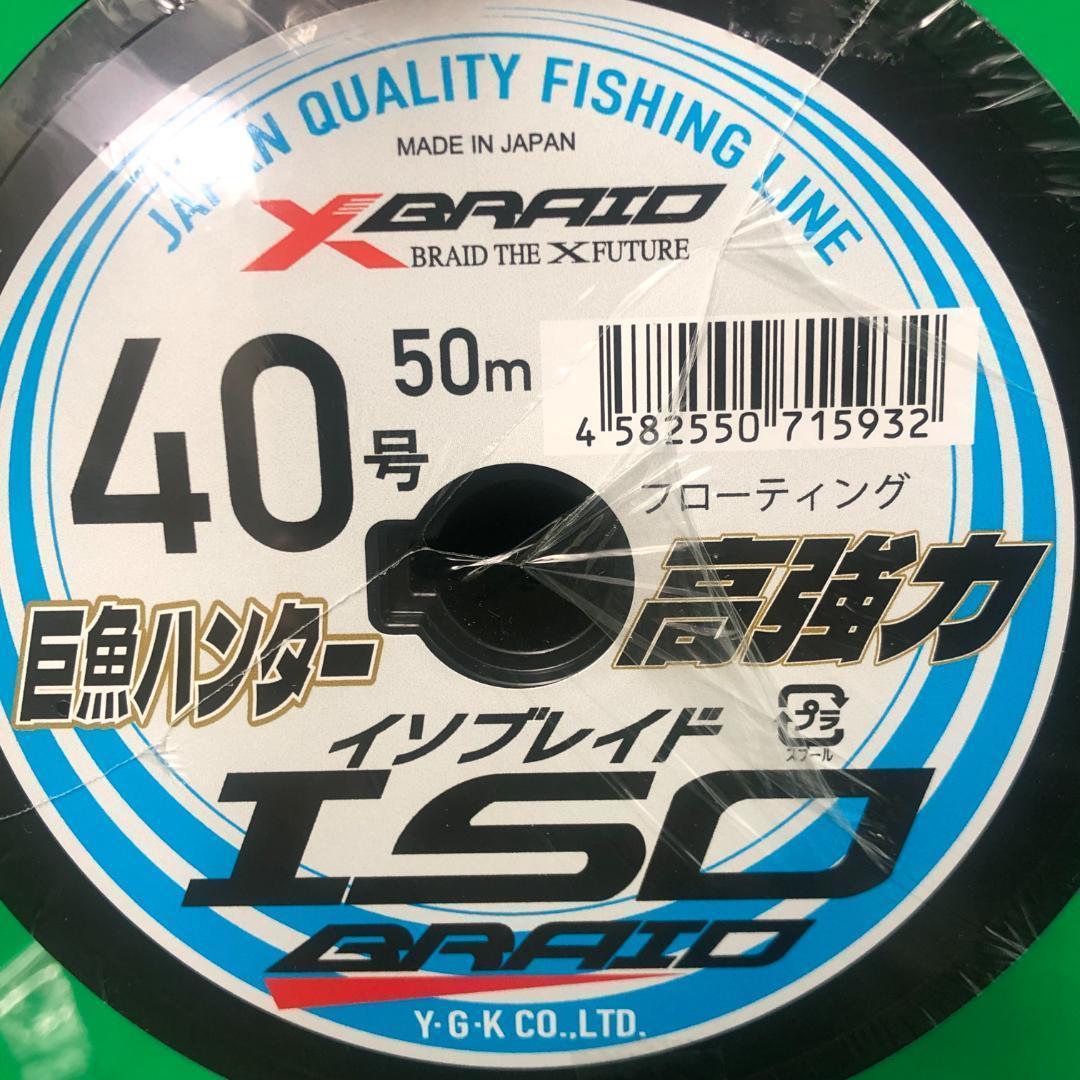 JAPAN QUALITY FISHING LINE
MADE IN JAPAN
X BRAID
BRAID THE X FUTURE
40号
50m
4 582550 715932
フローティング
巨魚ハンター
高強力
プラ
スプール
イソブレイド
ISO
BRAID
Y·G·K CO.,LTD.